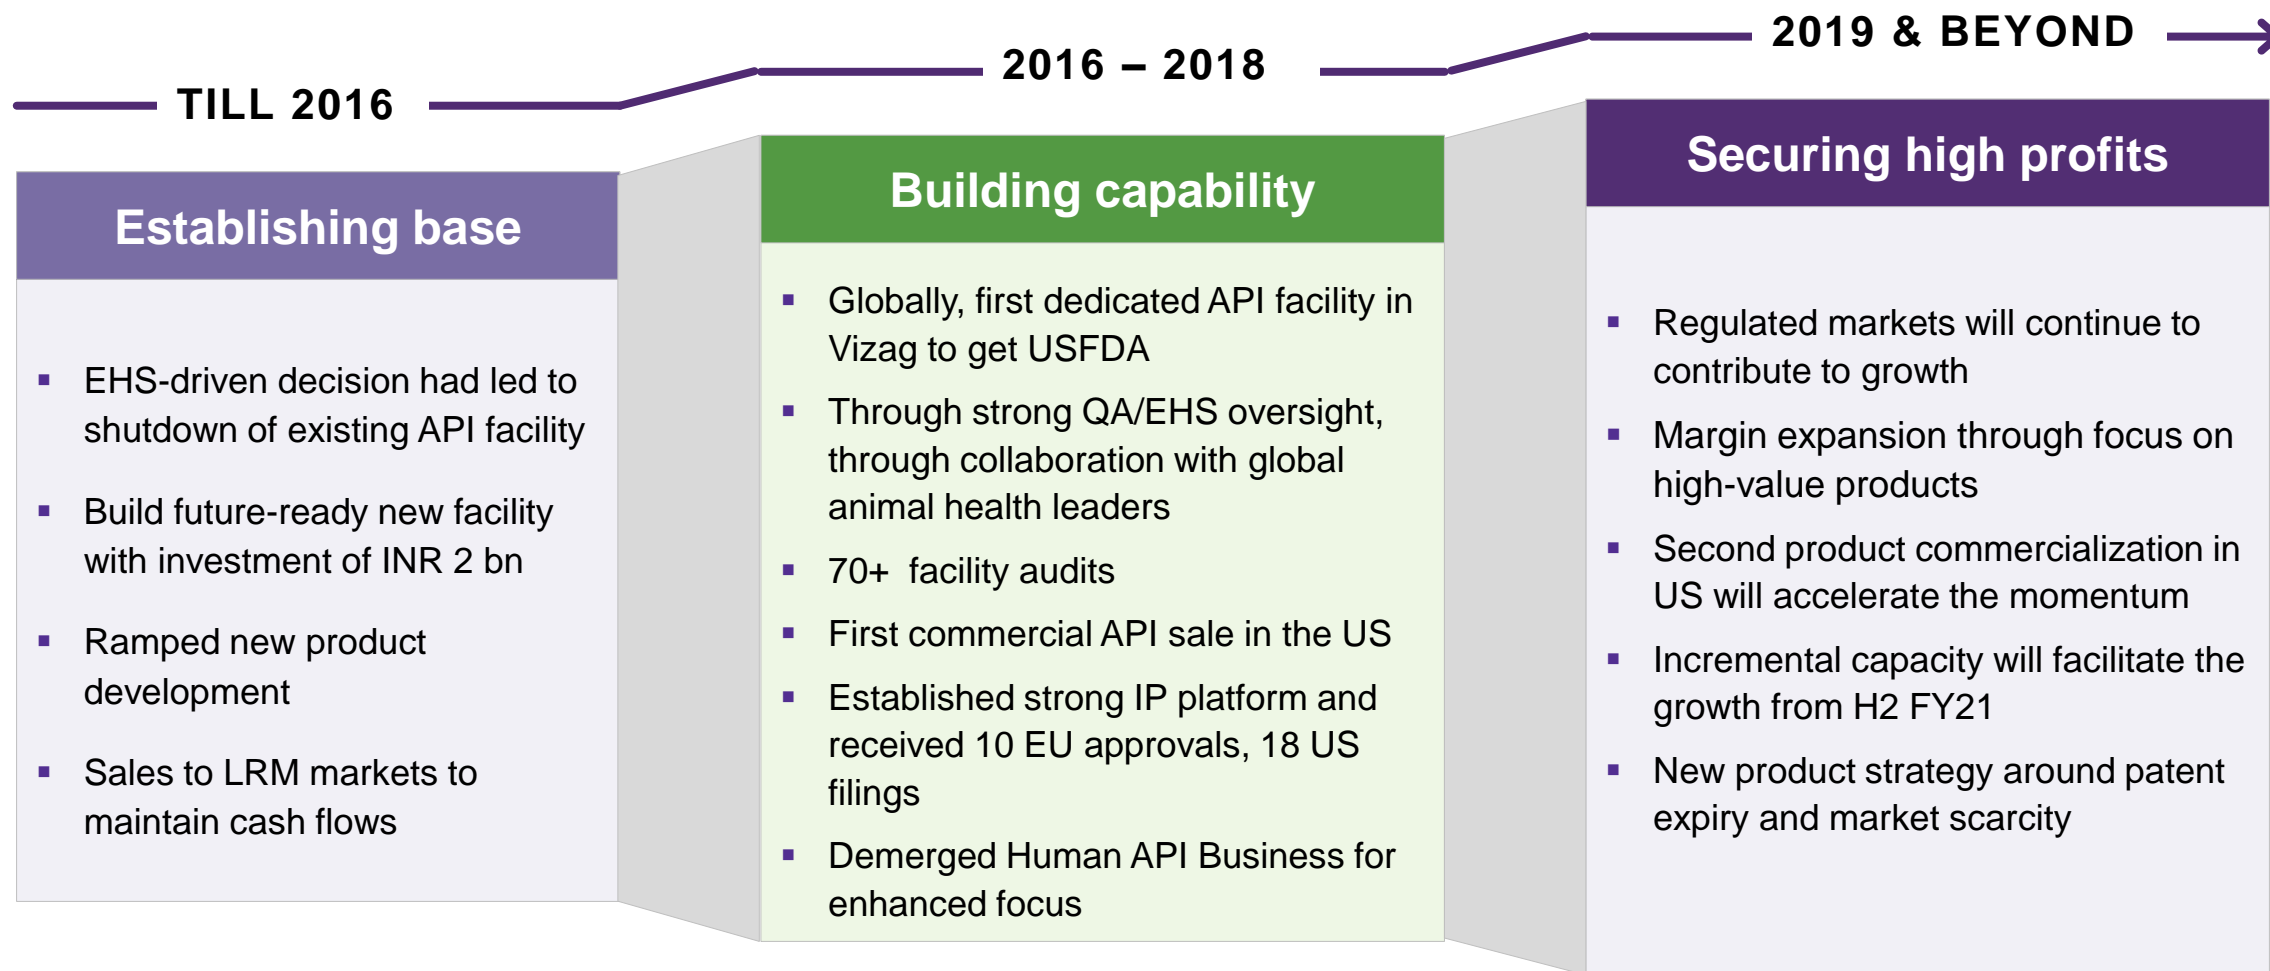 TILL 2016
Establishing base
▪ EHS-driven decision had led to
shutdown of existing API facility
▪ Build future-ready new facility
with investment of INR 2 bn
▪ Ramped new product
development
▪ Sales to LRM markets to
maintain cash flows
2016 – 2018
Building capability
▪ Globally, first dedicated API facility in
Vizag to get USFDA
▪ Through strong QA/EHS oversight,
through collaboration with global
animal health leaders
▪ 70+ facility audits
▪ First commercial API sale in the US
▪ Established strong IP platform and
received 10 EU approvals, 18 US
filings
▪ Demerged Human API Business for
enhanced focus
2019 & BEYOND
Securing high profits
▪ Regulated markets will continue to
contribute to growth
▪ Margin expansion through focus on
high-value products
▪ Second product commercialization in
US will accelerate the momentum
▪ Incremental capacity will facilitate the
growth from H2 FY21
▪ New product strategy around patent
expiry and market scarcity